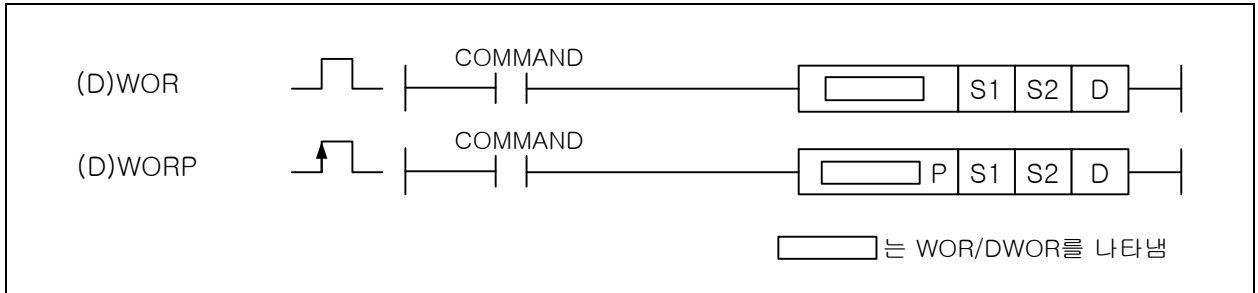 COMMAND
(D)WOR S1 S2 D
COMMAND
(D)WORP P S1 S2 D
는 WOR/DWOR를 나타냄